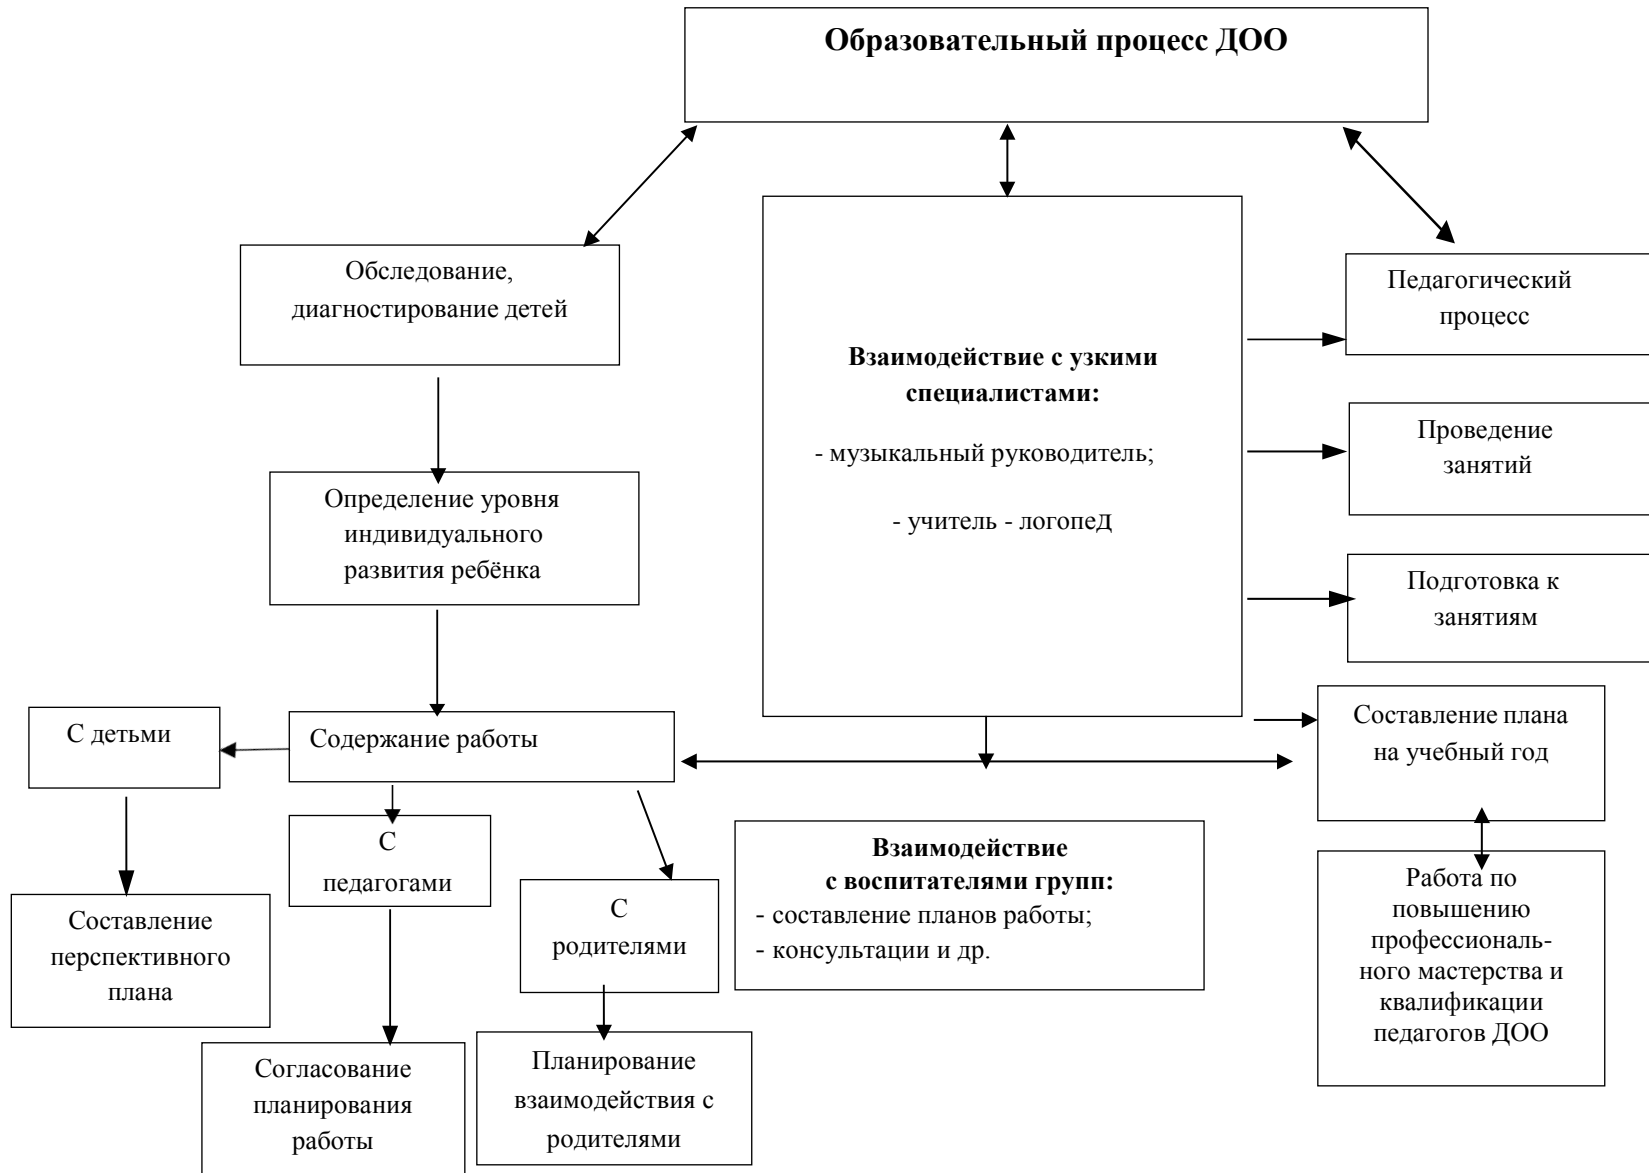 Образовательный процесс ДОО
Обследование,
диагностирование детей
Определение уровня
индивидуального
развития ребёнка
Содержание работы
С детьми
Составление
перспективного
плана
С
педагогами
Согласование
планирования
работы
С
родителями
Планирование
взаимодействия с
родителями
Взаимодействие с узкими
специалистами:
- музыкальный руководитель;
- учитель - логопед
Взаимодействие
с воспитателями групп:
- составление планов работы;
- консультации и др.
Педагогический
процесс
Проведение
занятий
Подготовка к
занятиям
Составление плана
на учебный год
Работа по
повышению
профессиональ-
ного мастерства и
квалификации
педагогов ДОО